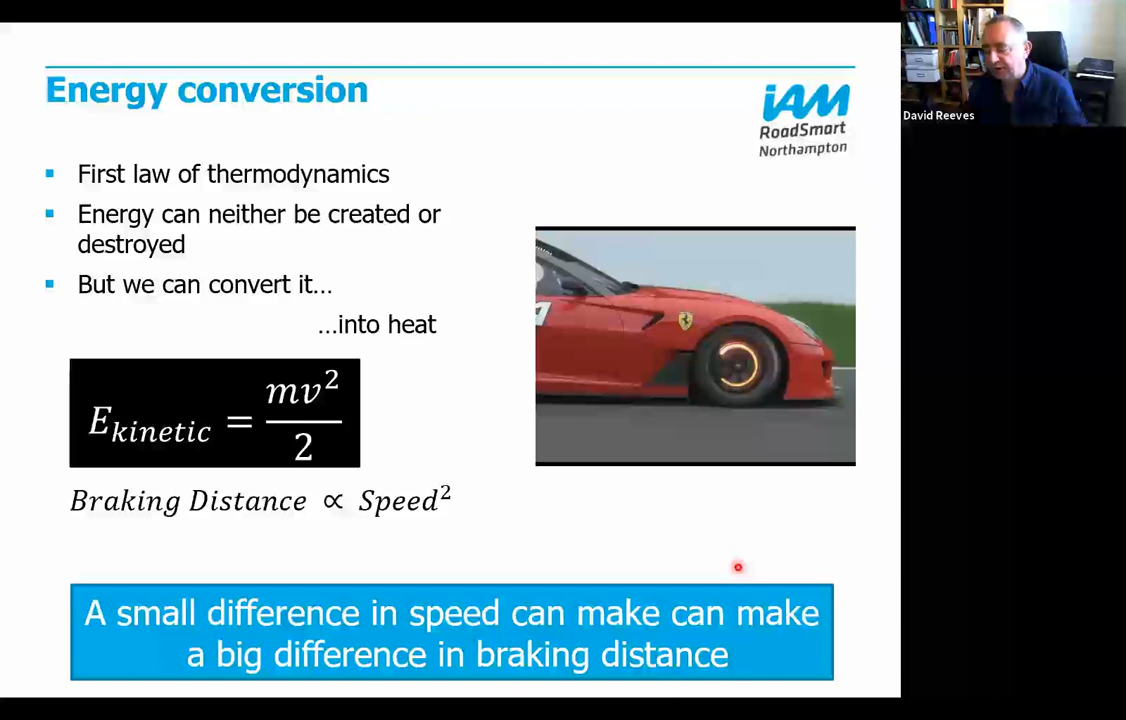 Energy conversion
iAM
RoadSmart
Northampton
David Reeves
First law of thermodynamics
Energy can neither be created or
destroyed
But we can convert it...
...into heat
E_kinetic = mv²/2
Braking Distance ∝ Speed²
A small difference in speed can make can make
a big difference in braking distance